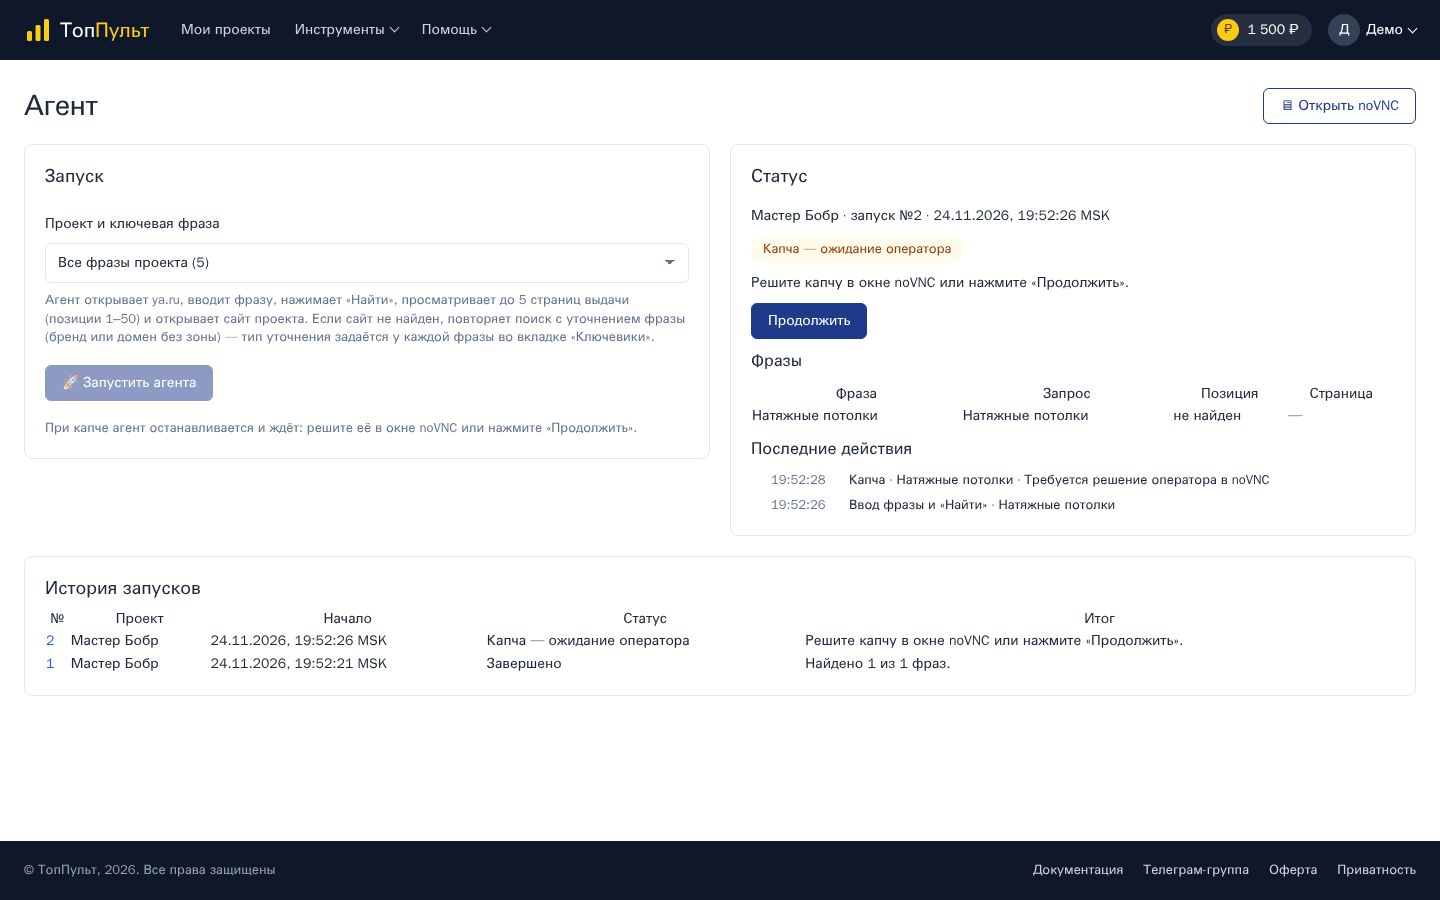 ТопПульт Мои проекты Инструменты Помощь ₽ 1 500 ₽ Д Демо
Агент
Открыть noVNC
Запуск
Проект и ключевая фраза
Все фразы проекта (5)
Агент открывает ya.ru, вводит фразу, нажимает «Найти», просматривает до 5 страниц выдачи
(позиции 1–50) и открывает сайт проекта. Если сайт не найден, повторяет поиск с уточнением фразы
(бренд или домен без зоны) — тип уточнения задаётся у каждой фразы во вкладке «Ключевики».
🚀 Запустить агента
При капче агент останавливается и ждёт: решите её в окне noVNC или нажмите «Продолжить».
Статус
Мастер Бобр · запуск №2 · 24.11.2026, 19:52:26 MSK
Капча — ожидание оператора
Решите капчу в окне noVNC или нажмите «Продолжить».
Продолжить
Фразы
Фраза Запрос Позиция Страница
Натяжные потолки Натяжные потолки не найден —
Последние действия
19:52:28 Капча · Натяжные потолки · Требуется решение оператора в noVNC
19:52:26 Ввод фразы и «Найти» · Натяжные потолки
История запусков
№ Проект Начало Статус Итог
2 Мастер Бобр 24.11.2026, 19:52:26 MSK Капча — ожидание оператора Решите капчу в окне noVNC или нажмите «Продолжить».
1 Мастер Бобр 24.11.2026, 19:52:21 MSK Завершено Найдено 1 из 1 фраз.
© ТопПульт, 2026. Все права защищены Документация Телеграм-группа Оферта Приватность